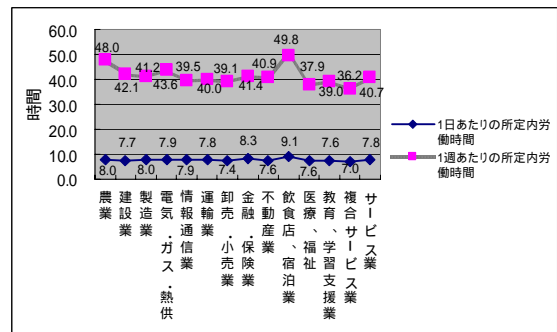 60.0
50.0
40.0
30.0
20.0
10.0
0.0
時間
48.0
42.1
41.2
43.6
39.5
40.0
39.1
41.4
40.9
49.8
37.9
39.0
36.2
40.7
8.0
7.7
8.0
7.9
7.9
7.8
7.4
8.3
7.6
9.1
7.6
7.6
7.0
7.8
農業
建設業
製造業
電気・ガス・熱供
情報通信業
運輸業
卸売・小売業
金融・保険業
不動産業
飲食店、宿泊業
医療、福祉
教育、学習支援業
複合サービス業
サービス業
1日あたりの所定内労
働時間
1週あたりの所定内労
働時間